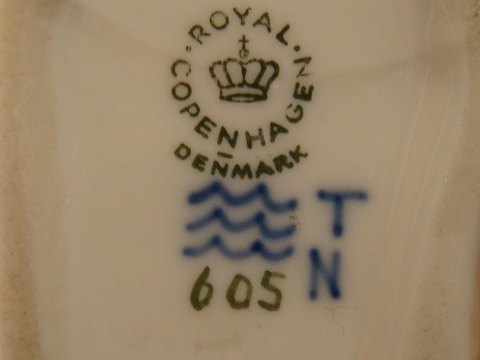 ROYAL
COPENHAGEN
DENMARK
T
N
605